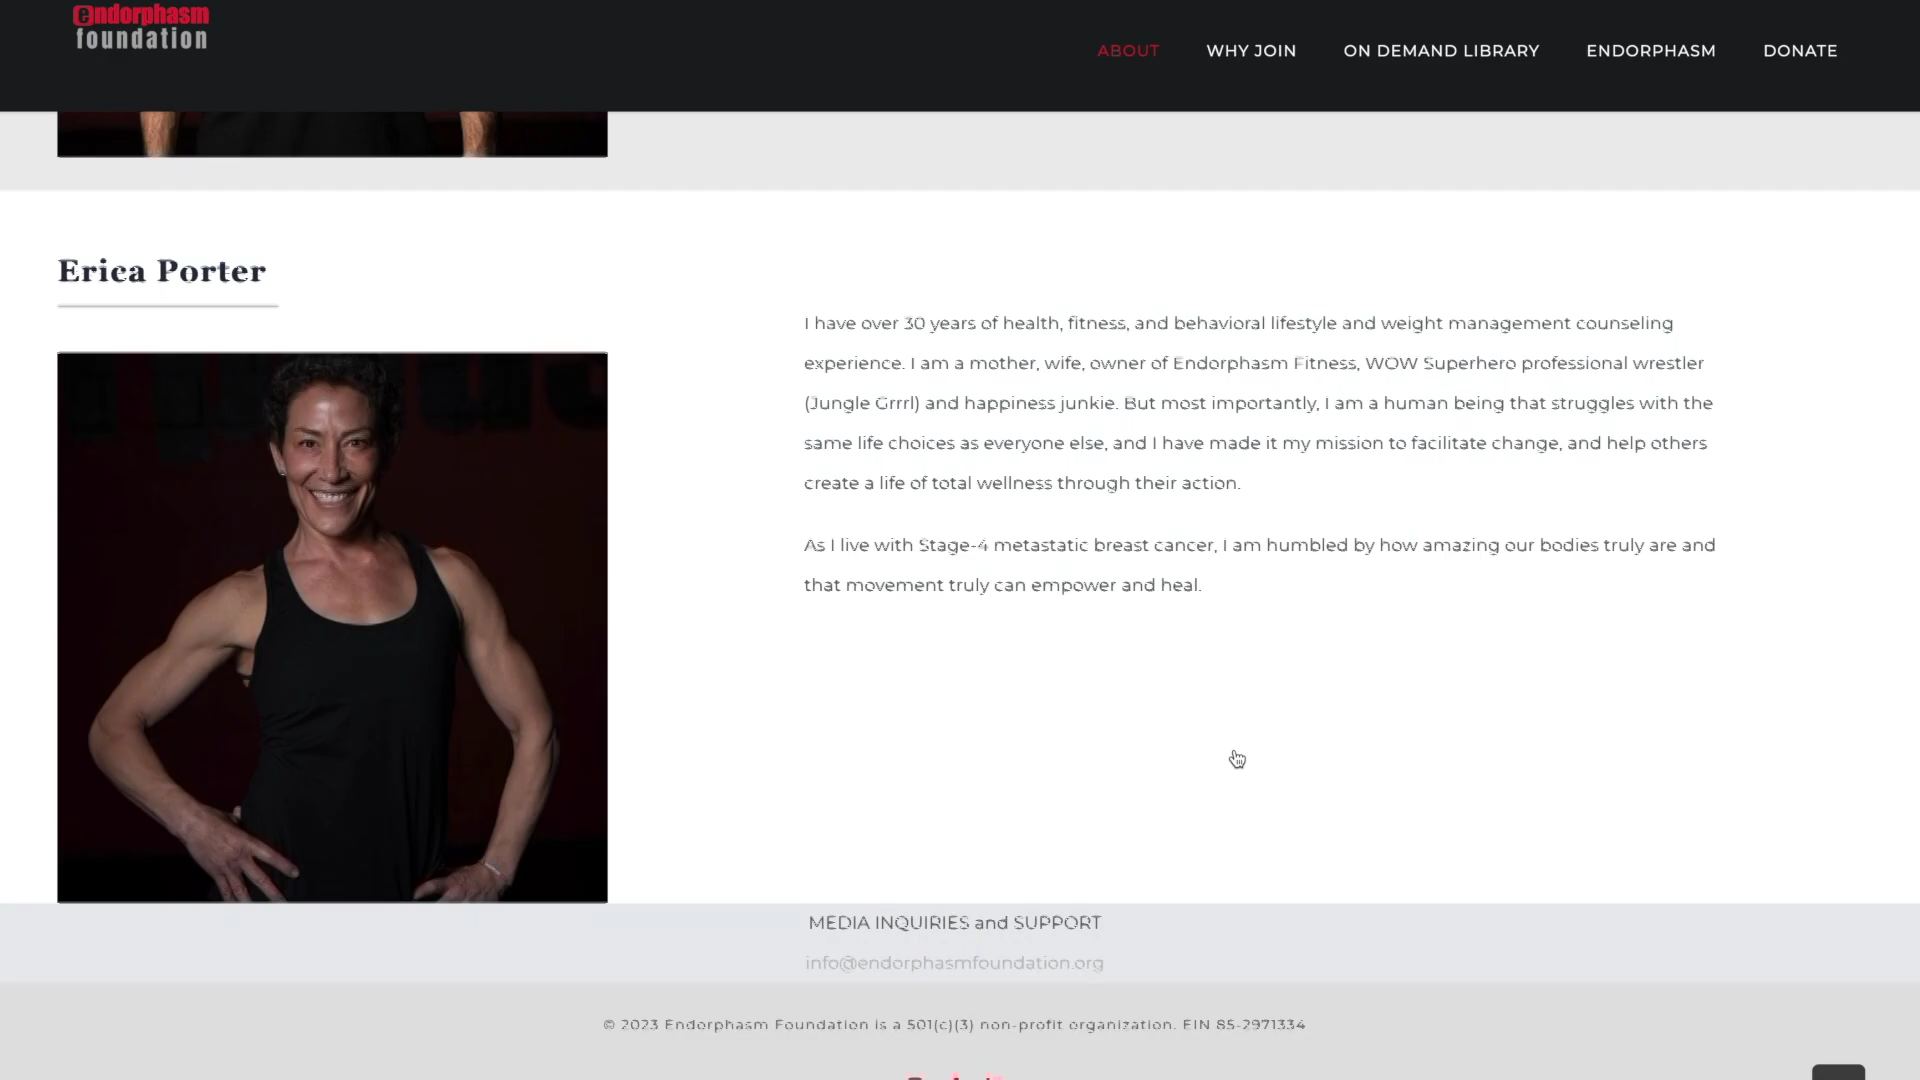 endorphasm
foundation
ABOUT
WHY JOIN
ON DEMAND LIBRARY
ENDORPHASM
DONATE
Erica Porter
I have over 30 years of health, fitness, and behavioral lifestyle and weight management counseling
experience. I am a mother, wife, owner of Endorphasm Fitness, WOW Superhero professional wrestler
(Jungle Grrrl) and happiness junkie. But most importantly, I am a human being that struggles with the
same life choices as everyone else, and I have made it my mission to facilitate change, and help others
create a life of total wellness through their action.
As I live with Stage-4 metastatic breast cancer, I am humbled by how amazing our bodies truly are and
that movement truly can empower and heal.
MEDIA INQUIRIES and SUPPORT
info@endorphasmfoundation.org
© 2023 Endorphasm Foundation is a 501(c)(3) non-profit organization. EIN 85-2971334